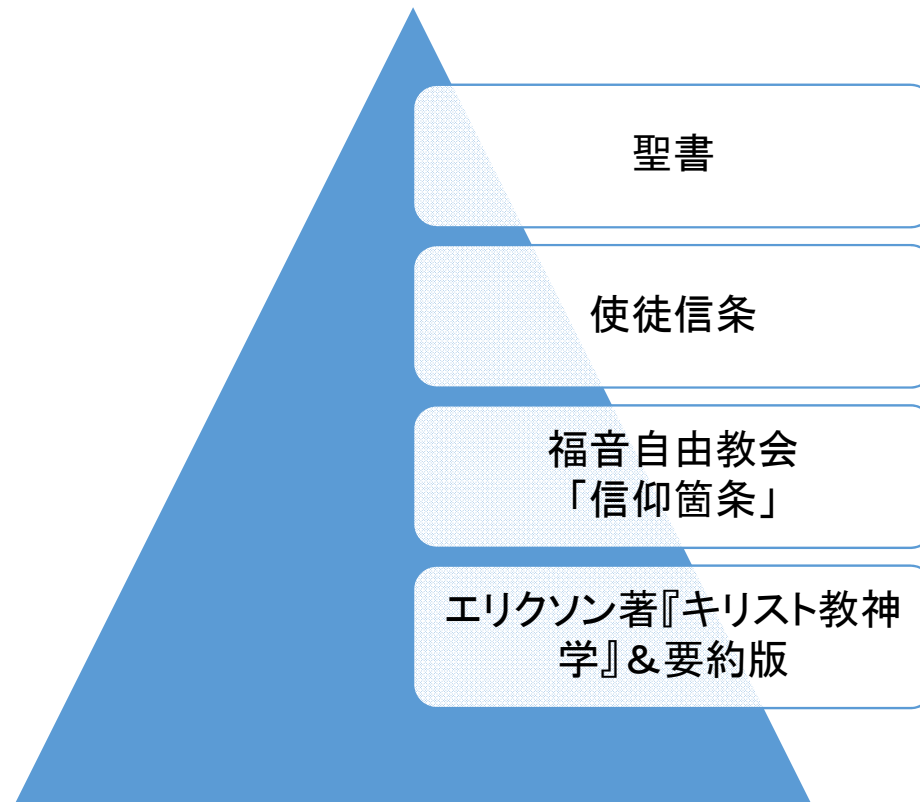 聖書
使徒信条
福音自由教会
「信仰箇条」
エリクソン著『キリスト教神
学』＆要約版